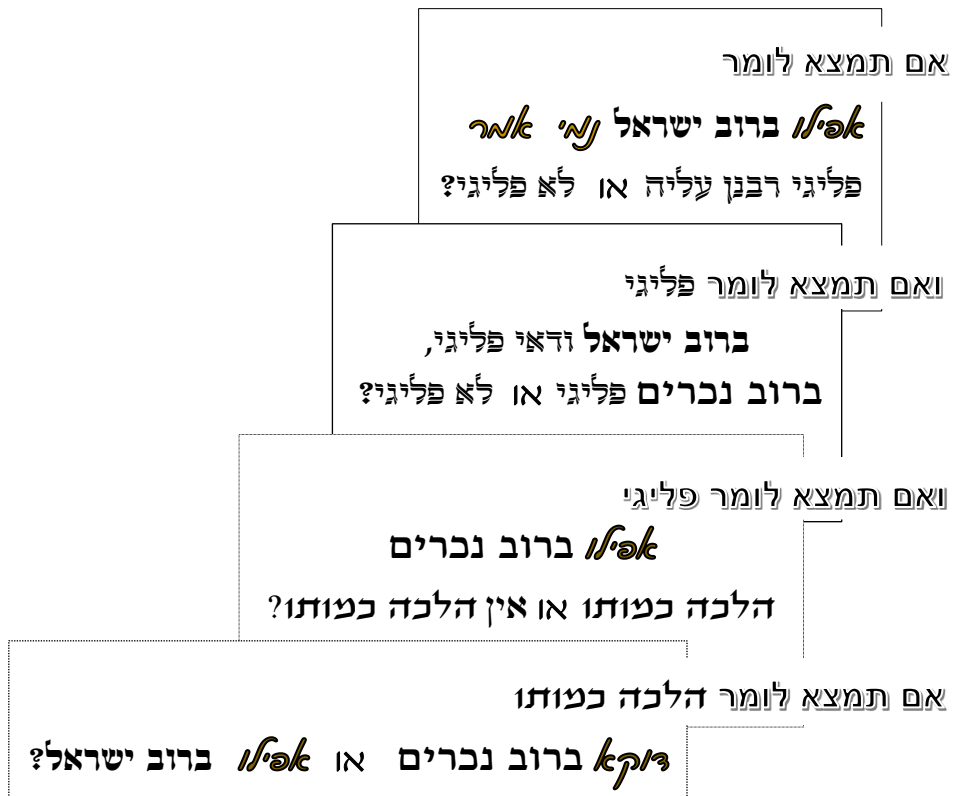 אם תמצא לומר
אפילו ברוב ישראל נמי אמר
פליגי רבנן עליה או לא פליגי?
ואם תמצא לומר פליגי
ברוב ישראל ודאי פליגי,
ברוב נכרים פליגי או לא פליגי?
ואם תמצא לומר פליגי
אפילו ברוב נכרים
הלכה כמותו או אין הלכה כמותו?
אם תמצא לומר הלכה כמותו
דוקא ברוב נכרים או אפילו ברוב ישראל?